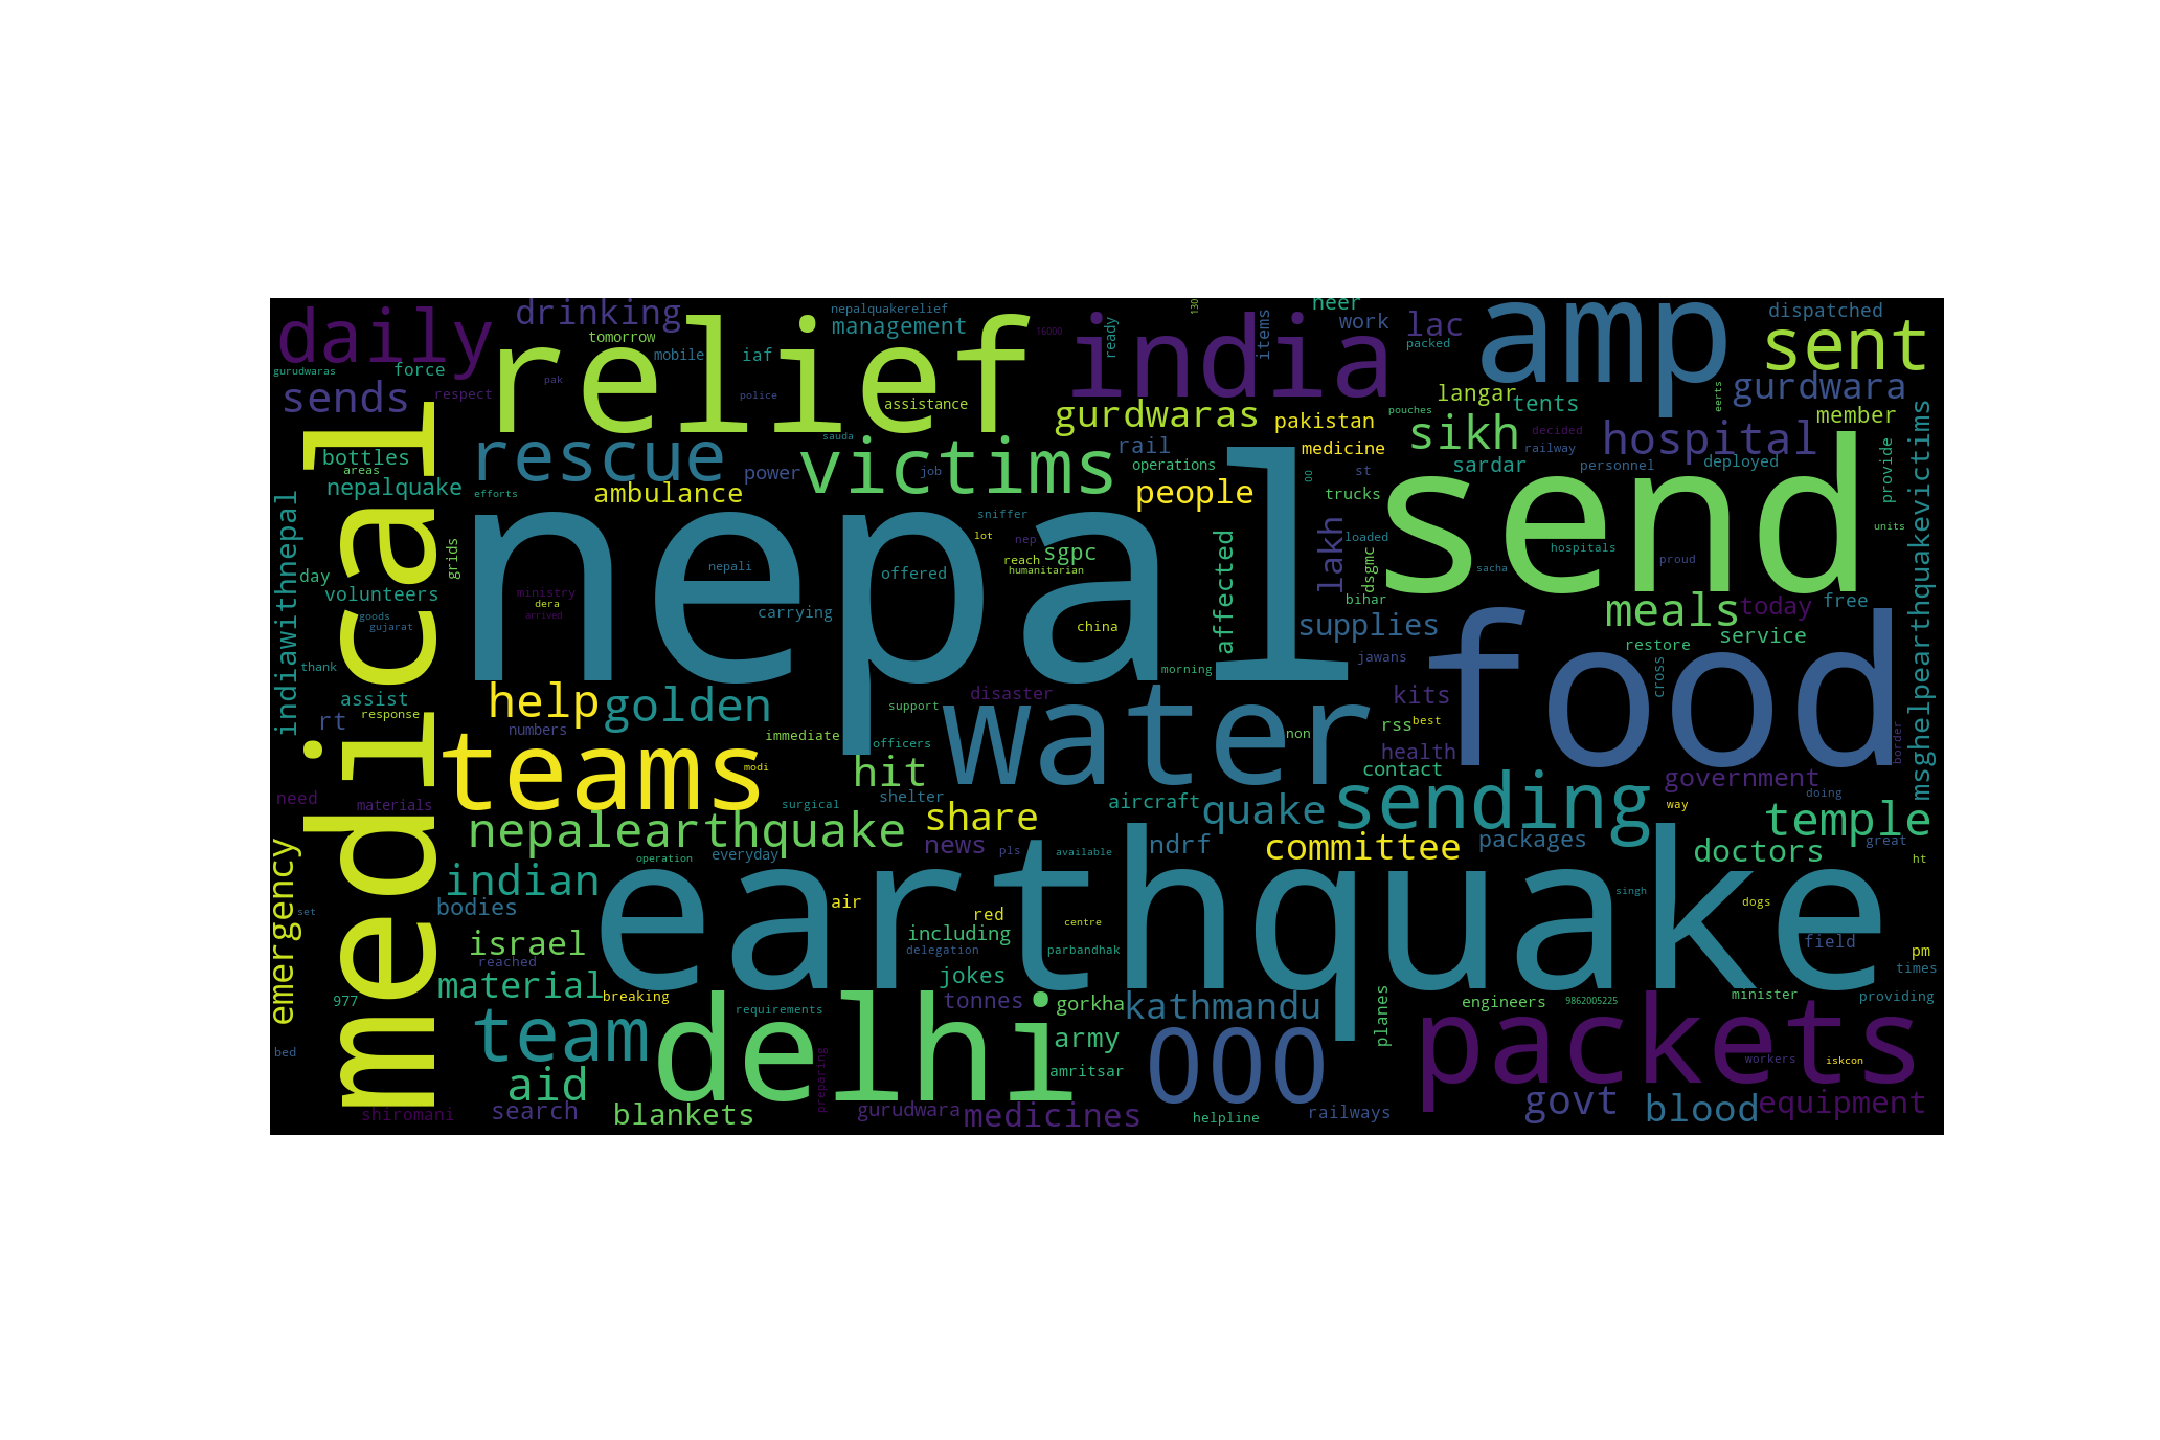 daily
drinking
nepalquakerelief
management
tomorrow
mobile
iaf
relief
16000
ready
130
items
india
neer
work
lac
packed
amp
dispatched
sent
gurudwaras
force
sends
respect
pak
police
assistance
gurdwaras
pakistan
pouches
langar
tents
eerts
gurdwara
member
medical
bottles
areas
nepalquake
rescue
efforts
ambulance
power
sauda
victims
job
rail
operations
people
medicine
st
trucks
sikh
decided
railway
sardar
hospital
personnel
deployed
provide
msghelpearthquakevictims
indiawithnepal
grids
day
volunteers
goods
gujarat
thank
nepal
ministry
dera
arrived
nepali
carrying
offered
sniffer
lot
nep
reach
humanitarian
sgpc
china
morning
affected
00
lakh
loaded
dsgmc
bihar
supplies
jawans
send
hospitals
sacha
proud
units
meals
today
free
service
restore
cross
food
border
assist
response
rt
help
golden
numbers
immediate
support
officers
disaster
water
non
kits
rss
best
health
contact
government
doing
need
materials
teams
modi
surgical
hit
shelter
share
aircraft
quake
sending
way
temple
great
ht
emergency
set
nepalearthquake
operation
everyday
news
pls
available
ndrf
committee
packages
doctors
indian
bodies
israel
reached
material
breaking
977
air
earthquake
red
including
delegation
centre
parbandhak
jokes
tonnes
gorkha
singh
dogs
field
pm
times
team
delhi
requirements
kathmandu
planes
engineers
9862005225
minister
providing
bed
aid
preparing
army
amritsar
000
packets
workers
iskcon
shiromani
search
blankets
gurudwara
medicines
helpline
railways
govt
blood
equipment